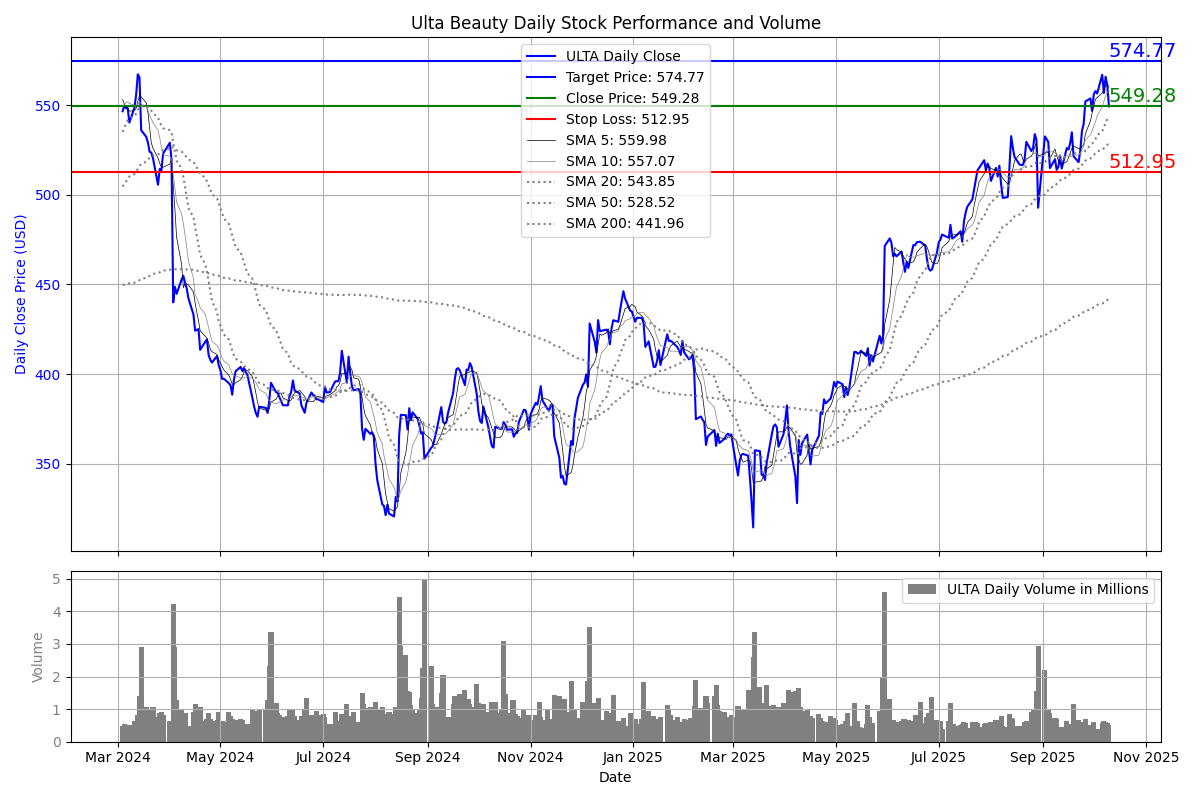 Ulta Beauty Daily Stock Performance and Volume
574.77
549.28
512.95
ULTA Daily Close
Target Price: 574.77
Close Price: 549.28
Stop Loss: 512.95
SMA 5: 559.98
SMA 10: 557.07
SMA 20: 543.85
SMA 50: 528.52
SMA 200: 441.96
Daily Close Price (USD)
550
500
450
400
350
ULTA Daily Volume in Millions
Volume
5
4
3
2
1
0
Mar 2024 May 2024 Jul 2024 Sep 2024 Nov 2024 Jan 2025 Mar 2025 May 2025 Jul 2025 Sep 2025 Nov 2025
Date